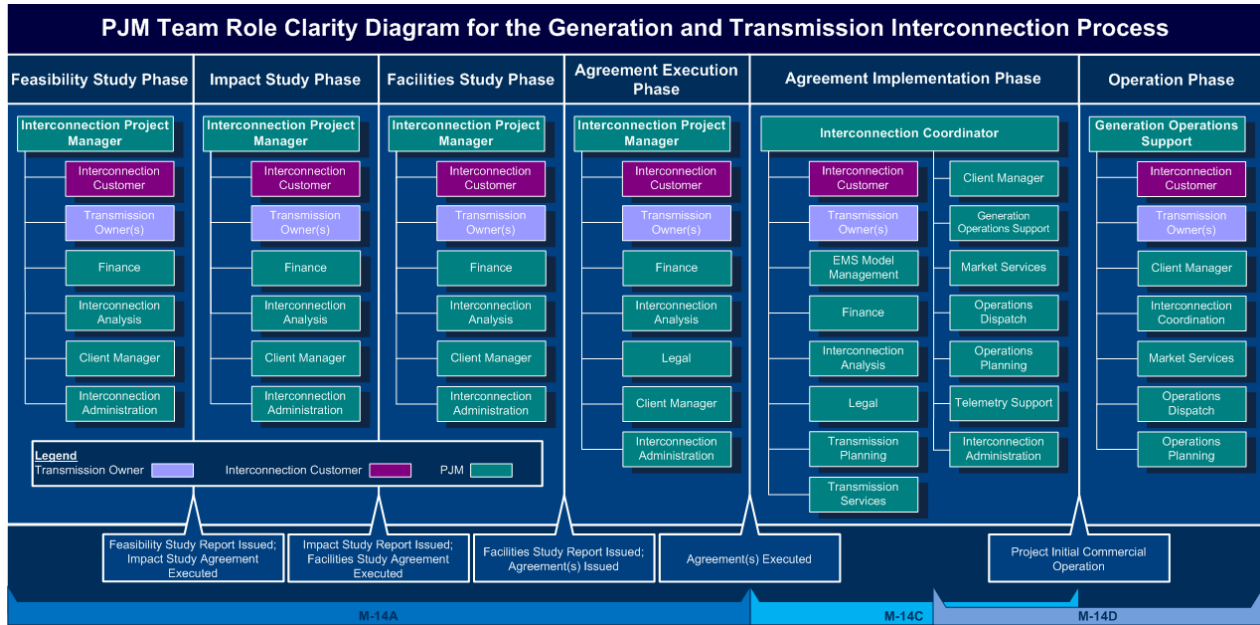 PJM Team Role Clarity Diagram for the Generation and Transmission Interconnection Process
Feasibility Study Phase
Impact Study Phase
Facilities Study Phase
Agreement Execution
Phase
Agreement Implementation Phase
Operation Phase
Interconnection Project
Manager
Interconnection
Customer
Transmission
Owner(s)
Finance
Interconnection
Analysis
Client Manager
Interconnection
Administration
Interconnection Project
Manager
Interconnection
Customer
Transmission
Owner(s)
Finance
Interconnection
Analysis
Client Manager
Interconnection
Administration
Interconnection Project
Manager
Interconnection
Customer
Transmission
Owner(s)
Finance
Interconnection
Analysis
Client Manager
Interconnection
Administration
Interconnection Project
Manager
Interconnection
Customer
Transmission
Owner(s)
Finance
Interconnection
Analysis
Legal
Client Manager
Interconnection
Administration
Interconnection Coordinator
Interconnection
Customer
Transmission
Owner(s)
EMS Model
Management
Finance
Interconnection
Analysis
Legal
Transmission
Planning
Transmission
Services
Client Manager
Generation
Operations Support
Market Services
Operations
Dispatch
Operations
Planning
Telemetry Support
Interconnection
Administration
Generation Operations
Support
Interconnection
Customer
Transmission
Owner(s)
Client Manager
Interconnection
Coordination
Market Services
Operations
Dispatch
Operations
Planning
Legend
Transmission Owner
Interconnection Customer
PJM
Feasibility Study Report Issued;
Impact Study Agreement
Executed
Impact Study Report Issued;
Facilities Study Agreement
Executed
Facilities Study Report Issued;
Agreement(s) Issued
Agreement(s) Executed
Project Initial Commercial
Operation
M-14A
M-14C
M-14D